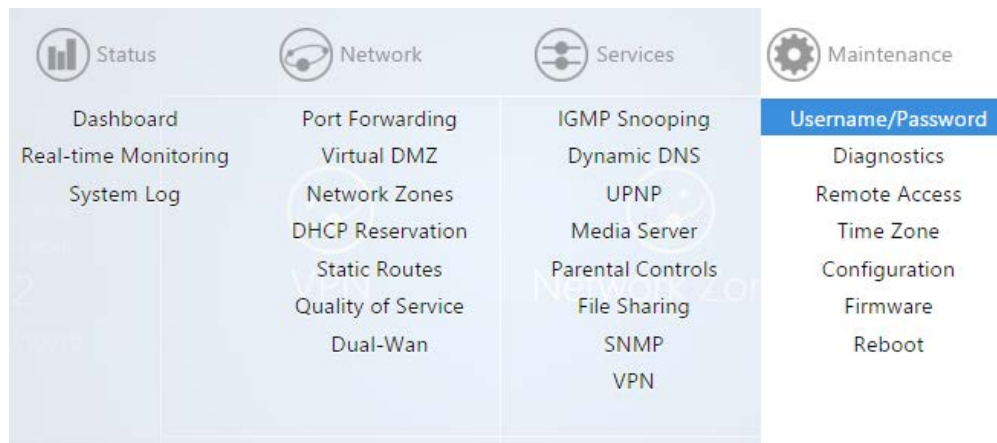 Status
Network
Services
Maintenance
Dashboard
Real-time Monitoring
System Log
Port Forwarding
Virtual DMZ
Network Zones
DHCP Reservation
Static Routes
Quality of Service
Dual-Wan
IGMP Snooping
Dynamic DNS
UPNP
Media Server
Parental Controls
File Sharing
SNMP
VPN
Username/Password
Diagnostics
Remote Access
Time Zone
Configuration
Firmware
Reboot
VPN
2